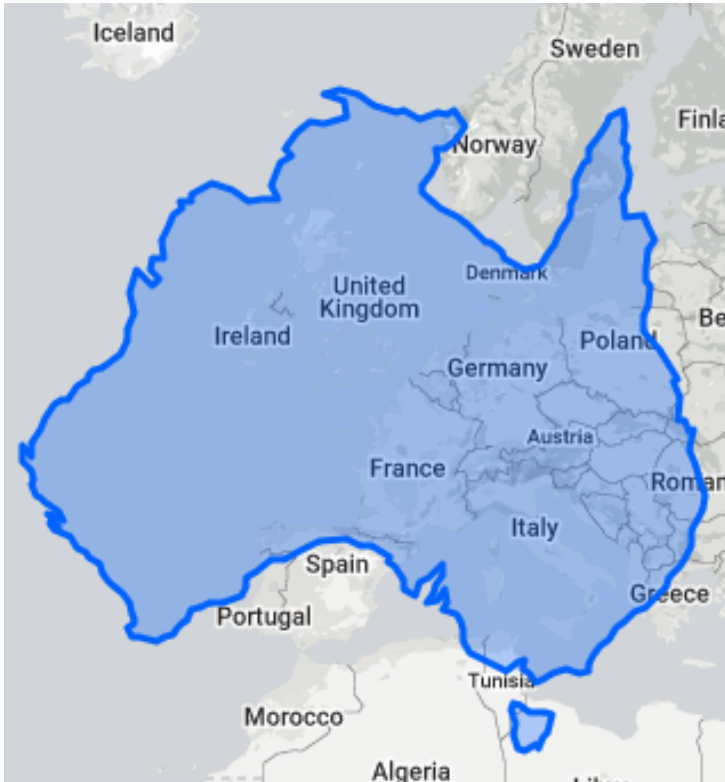 Iceland
Sweden
Finla
Norway
Denmark
United
Kingdom
Ireland
Poland
Be
Germany
Austria
France
Roman
Italy
Spain
Greece
Portugal
Tunisia
Morocco
Algeria